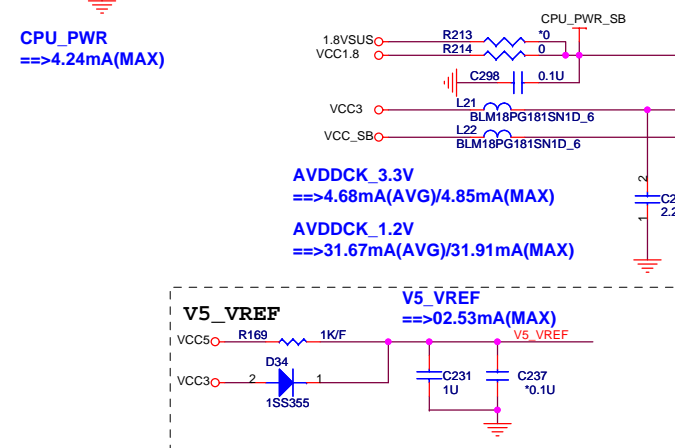 CPU_PWR
==>4.24mA(MAX)
CPU_PWR_SB
1.8VSUS
R213
*0
VCC1.8
R214
0
C298
0.1U
VCC3
L21
BLM18PG181SN1D_6
VCC_SB
L22
BLM18PG181SN1D_6
AVDDCK_3.3V
==>4.68mA(AVG)/4.85mA(MAX)
AVDDCK_1.2V
==>31.67mA(AVG)/31.91mA(MAX)
2
1
V5_VREF
V5_VREF
==>02.53mA(MAX)
VCC5
R169
1K/F
V5_VREF
D34
VCC3
2
1
1SS355
C231
1U
C237
*0.1U